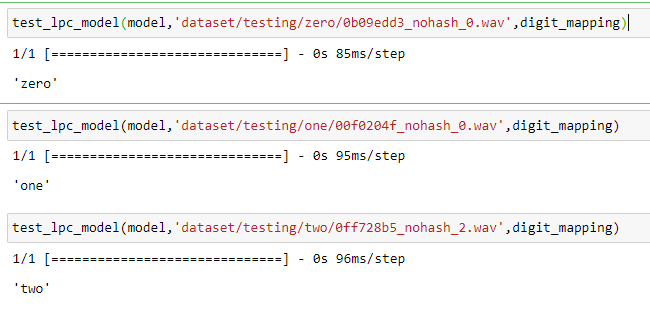 test_lpc_model(model,'dataset/testing/zero/0b09edd3_nohash_0.wav',digit_mapping)
1/1 [==============================] - 0s 85ms/step
'zero'
test_lpc_model(model,'dataset/testing/one/00f0204f_nohash_0.wav',digit_mapping)
1/1 [==============================] - 0s 95ms/step
'one'
test_lpc_model(model,'dataset/testing/two/0ff728b5_nohash_2.wav',digit_mapping)
1/1 [==============================] - 0s 96ms/step
'two'